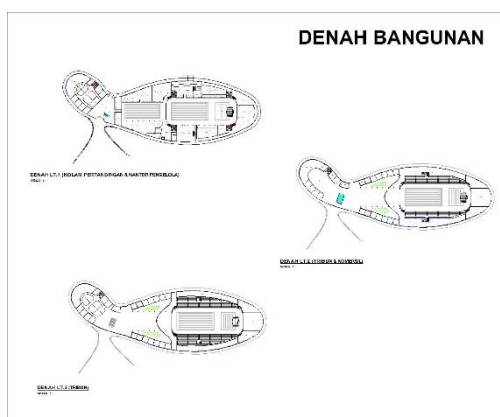 DENAH BANGUNAN
DENAH LT.1 (KOLAM PERTANDINGAN & KANTOR PENGELOLA)
DENAH LT.2 (TRIBUN & KOMERSIL)
DENAH LT.3 (TRIBUN)